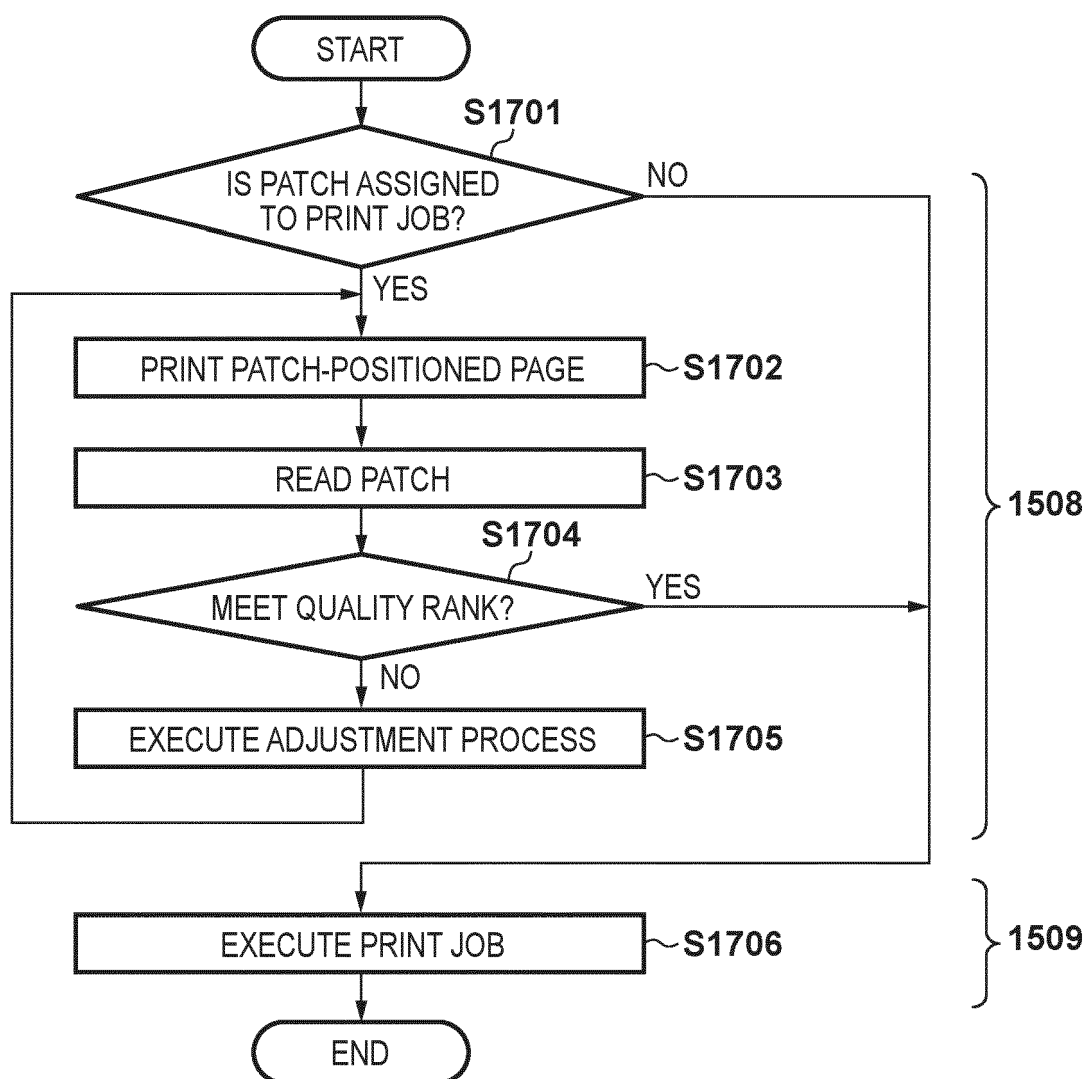 START
S1701
IS PATCH ASSIGNED
TO PRINT JOB?
NO
YES
PRINT PATCH-POSITIONED PAGE
S1702
READ PATCH
S1703
1508
S1704
MEET QUALITY RANK?
YES
NO
EXECUTE ADJUSTMENT PROCESS
S1705
EXECUTE PRINT JOB
S1706
1509
END